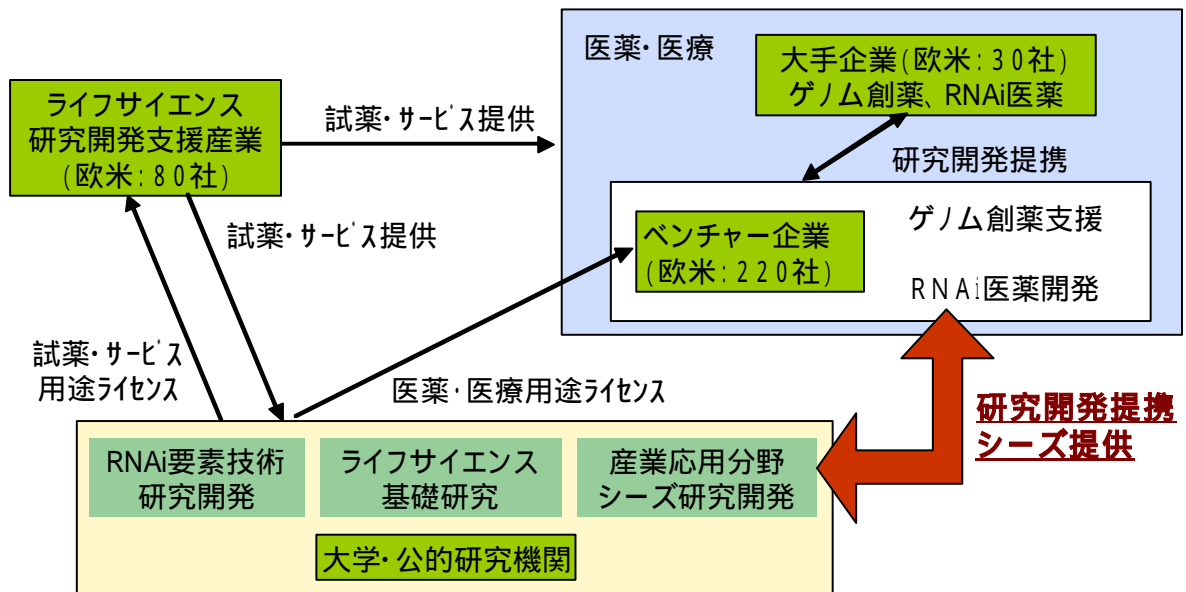 医薬・医療
大手企業(欧米:30社)
ゲノム創薬、RNAi医薬
ライフサイエンス
研究開発支援産業
(欧米:80社)
試薬・サービス提供
研究開発提携
試薬・サービス提供
ベンチャー企業
(欧米:220社)
ゲノム創薬支援
RNAi医薬開発
試薬・サービス
用途ライセンス
医薬・医療用途ライセンス
研究開発提携
シーズ提供
RNAi要素技術
研究開発
ライフサイエンス
基礎研究
産業応用分野
シーズ研究開発
大学・公的研究機関